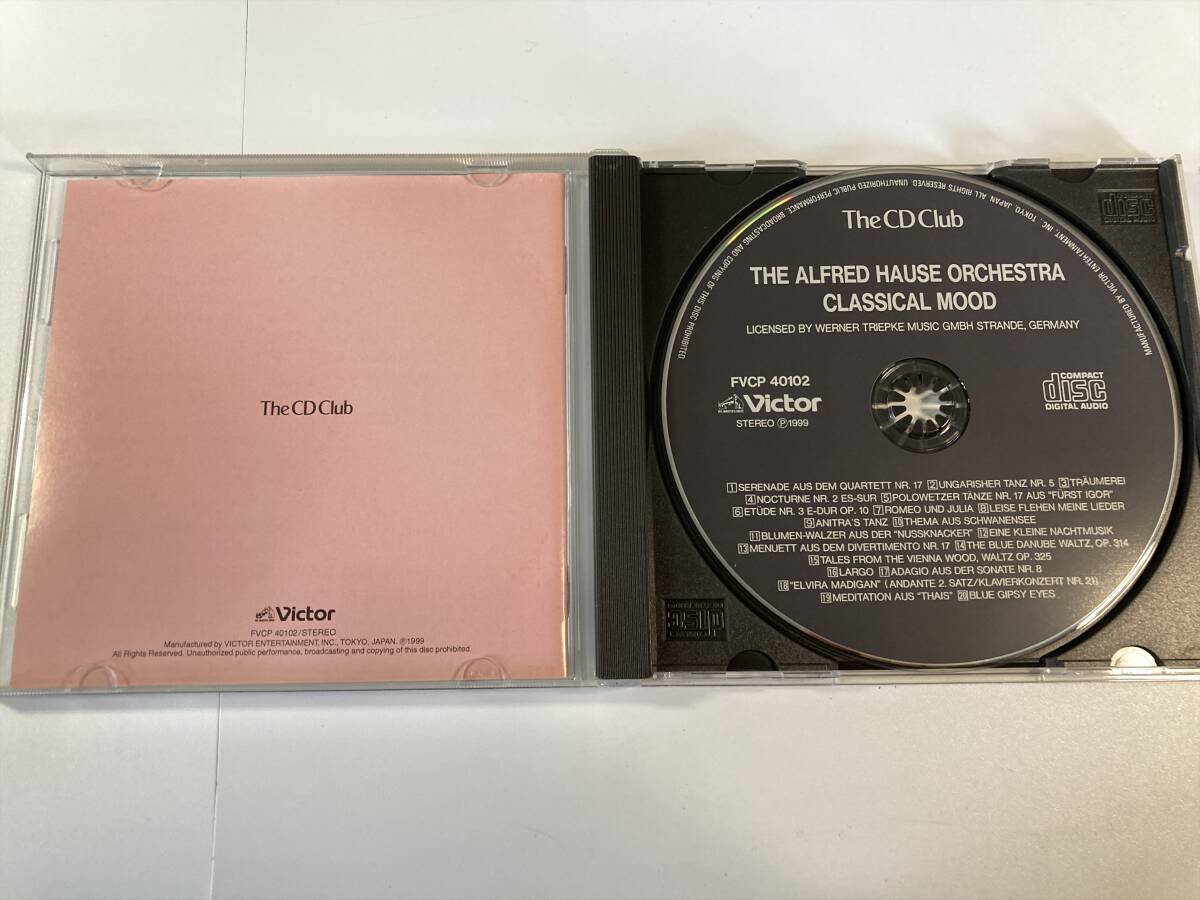 The CD Club
Victor
FVCP 40102/STEREO
Manufactured by VICTOR ENTERTAINMENT, INC., TOKYO, JAPAN. ℗1999
All Rights Reserved. Unauthorized public performance, broadcasting and copying of this disc prohibited.
The CD Club
THE ALFRED HAUSE ORCHESTRA
CLASSICAL MOOD
LICENSED BY WERNER TRIEPKE MUSIC GMBH STRANDE, GERMANY
FVCP 40102
Victor
STEREO ℗1999
COMPACT
disc
DIGITAL AUDIO
1 SERENADE AUS DEM QUARTETT NR. 17 2 UNGARISHER TANZ NR. 5 3 TRÄUMEREI
4 NOCTURNE NR. 2 ES-SUR 5 POLOWETZER TÄNZE NR. 17 AUS "FÜRST IGOR"
6 ETÜDE NR. 3 E-DUR OP. 10 7 ROMEO UND JULIA 8 LEISE FLEHEN MEINE LIEDER
9 ANITRA'S TANZ 10 THEMA AUS SCHWANENSEE
11 BLUMEN-WALZER AUS DER "NUSSKNACKER" 12 EINE KLEINE NACHTMUSIK
13 MENUETT AUS DEM DIVERTIMENTO NR. 17 14 THE BLUE DANUBE WALTZ, OP. 314
15 TALES FROM THE VIENNA WOOD, WALTZ OP. 325
16 LARGO 17 ADAGIO AUS DER SONATE NR. 8
18 "ELVIRA MADIGAN" (ANDANTE 2. SATZ/KLAVIERKONZERT NR. 21)
19 MEDITATION AUS "THAIS" 20 BLUE GIPSY EYES
MANUFACTURED BY VICTOR ENTERTAINMENT, INC., TOKYO, JAPAN. ALL RIGHTS RESERVED. UNAUTHORIZED PUBLIC PERFORMANCE, BROADCASTING AND COPYING OF THIS DISC PROHIBITED
disc
disc